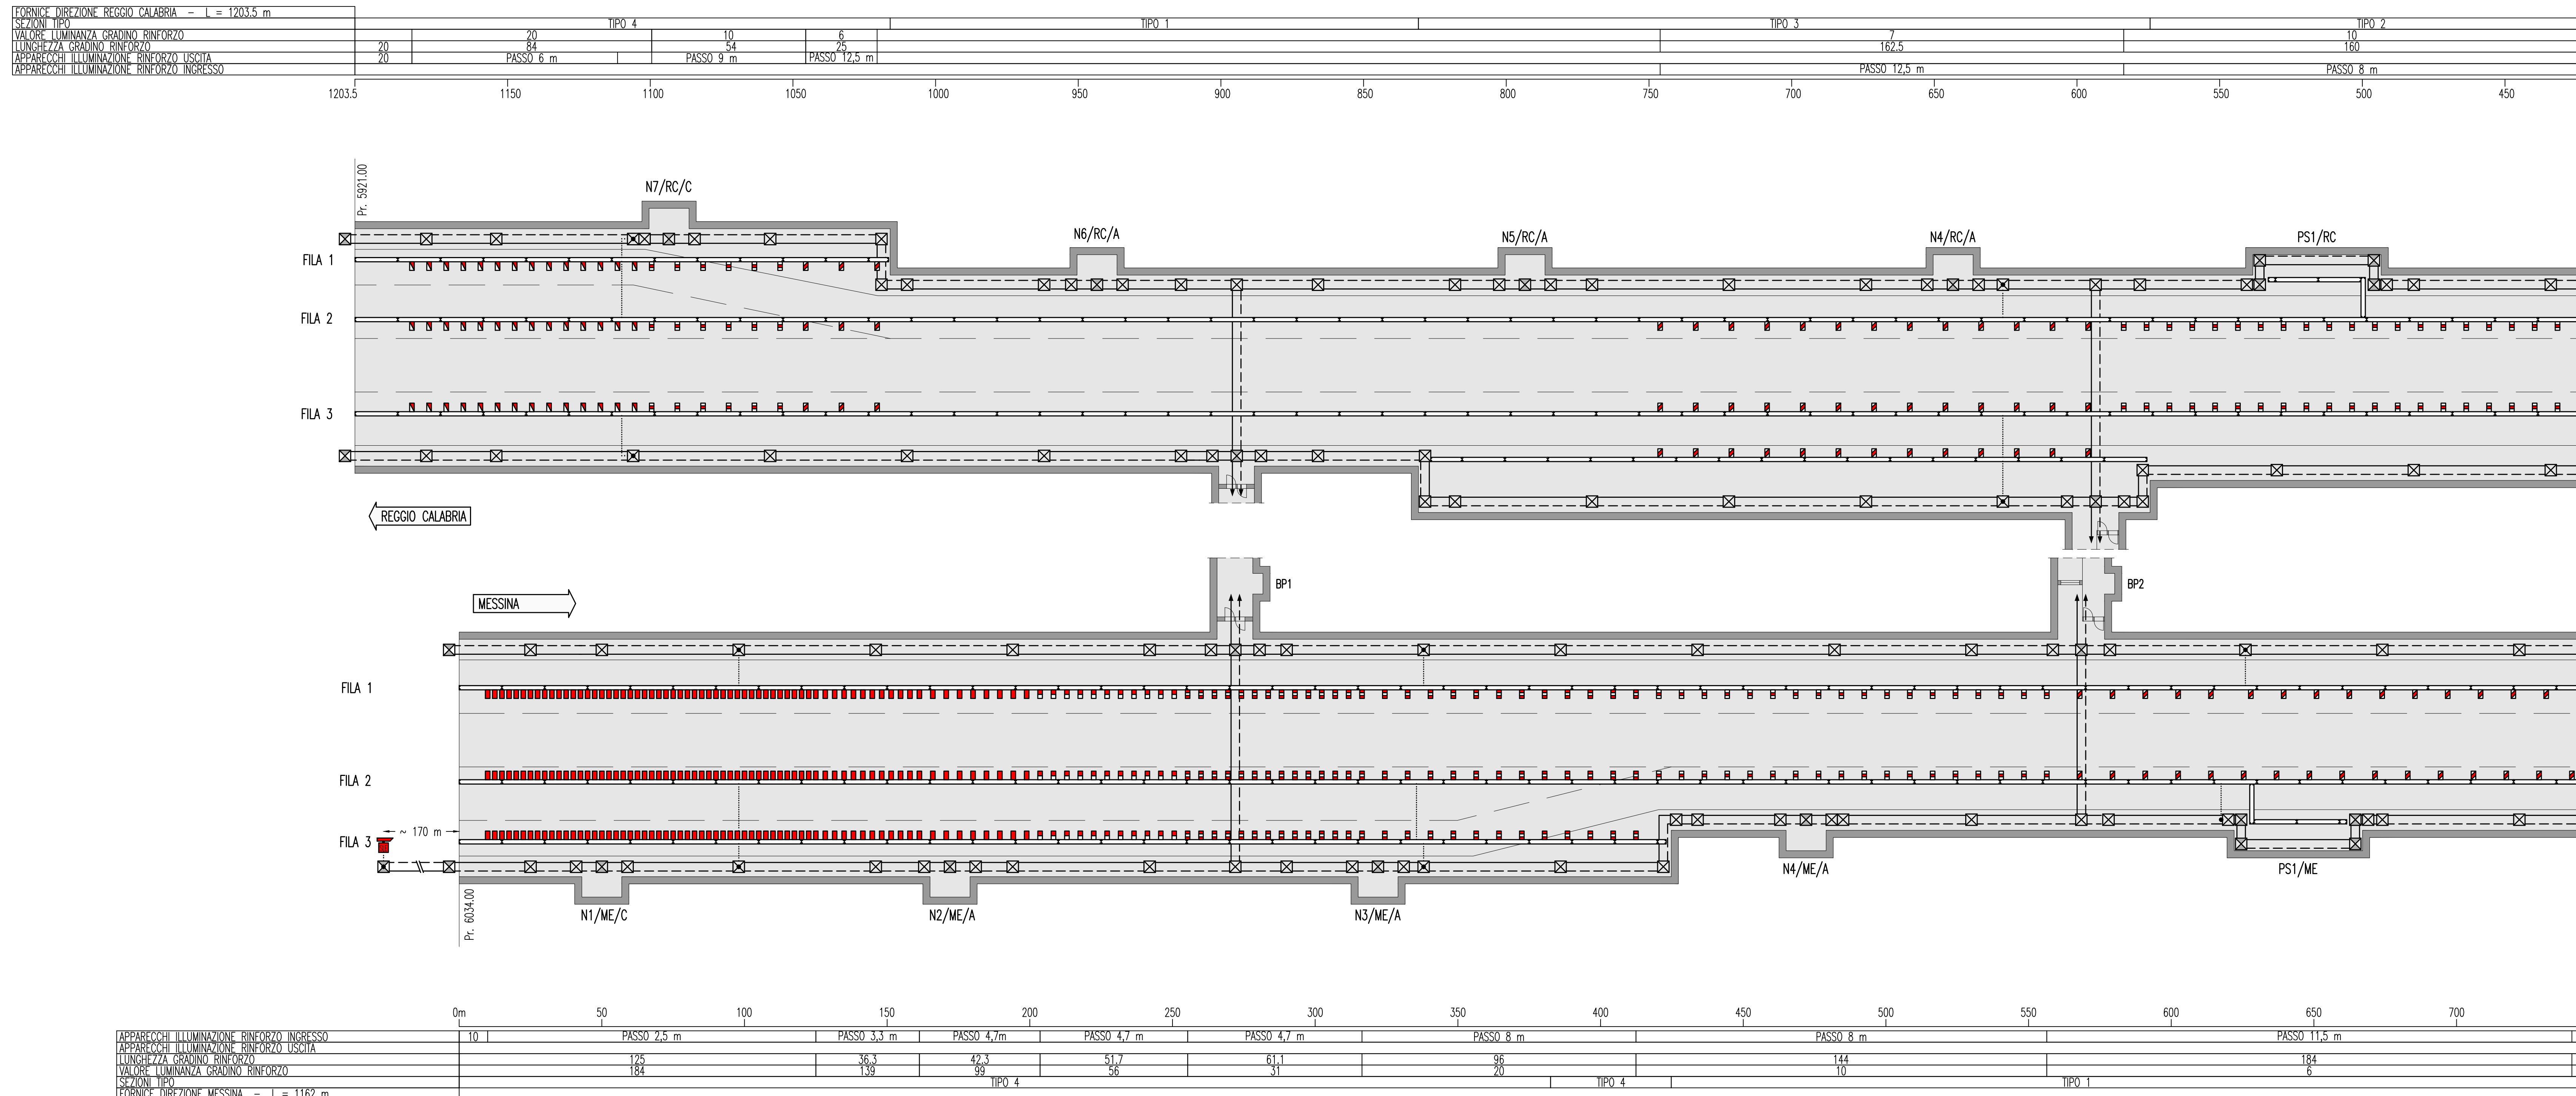 FORNICE DIREZIONE REGGIO CALABRIA - L = 1203.5 m
SEZIONI TIPO TIPO 4 TIPO 1 TIPO 3 TIPO 2
VALORE LUMINANZA GRADINO RINFORZO 20 10 6 7 10
LUNGHEZZA GRADINO RINFORZO 20 84 54 25 162.5 160
APPARECCHI ILLUMINAZIONE RINFORZO USCITA 20 PASSO 6 m PASSO 9 m PASSO 12,5 m
APPARECCHI ILLUMINAZIONE RINFORZO INGRESSO PASSO 12,5 m PASSO 8 m
1203.5 1150 1100 1050 1000 950 900 850 800 750 700 650 600 550 500 450
Pr. 5921.00
N7/RC/C
N6/RC/A N5/RC/A N4/RC/A PS1/RC
FILA 1
FILA 2
FILA 3
REGGIO CALABRIA
BP1 BP2
MESSINA
FILA 1
FILA 2
~ 170 m
FILA 3
N4/ME/A PS1/ME
Pr. 6034.00
N1/ME/C N2/ME/A N3/ME/A
0m 50 100 150 200 250 300 350 400 450 500 550 600 650 700
APPARECCHI ILLUMINAZIONE RINFORZO INGRESSO 10 PASSO 2,5 m PASSO 3,3 m PASSO 4,7m PASSO 4,7 m PASSO 4,7 m PASSO 8 m PASSO 8 m PASSO 11,5 m
APPARECCHI ILLUMINAZIONE RINFORZO USCITA
LUNGHEZZA GRADINO RINFORZO 125 36.3 42.3 51.7 61.1 96 144 184
VALORE LUMINANZA GRADINO RINFORZO 184 139 99 56 31 20 10 6
SEZIONI TIPO TIPO 4 TIPO 4 TIPO 1
FORNICE DIREZIONE MESSINA - L = 1162 m